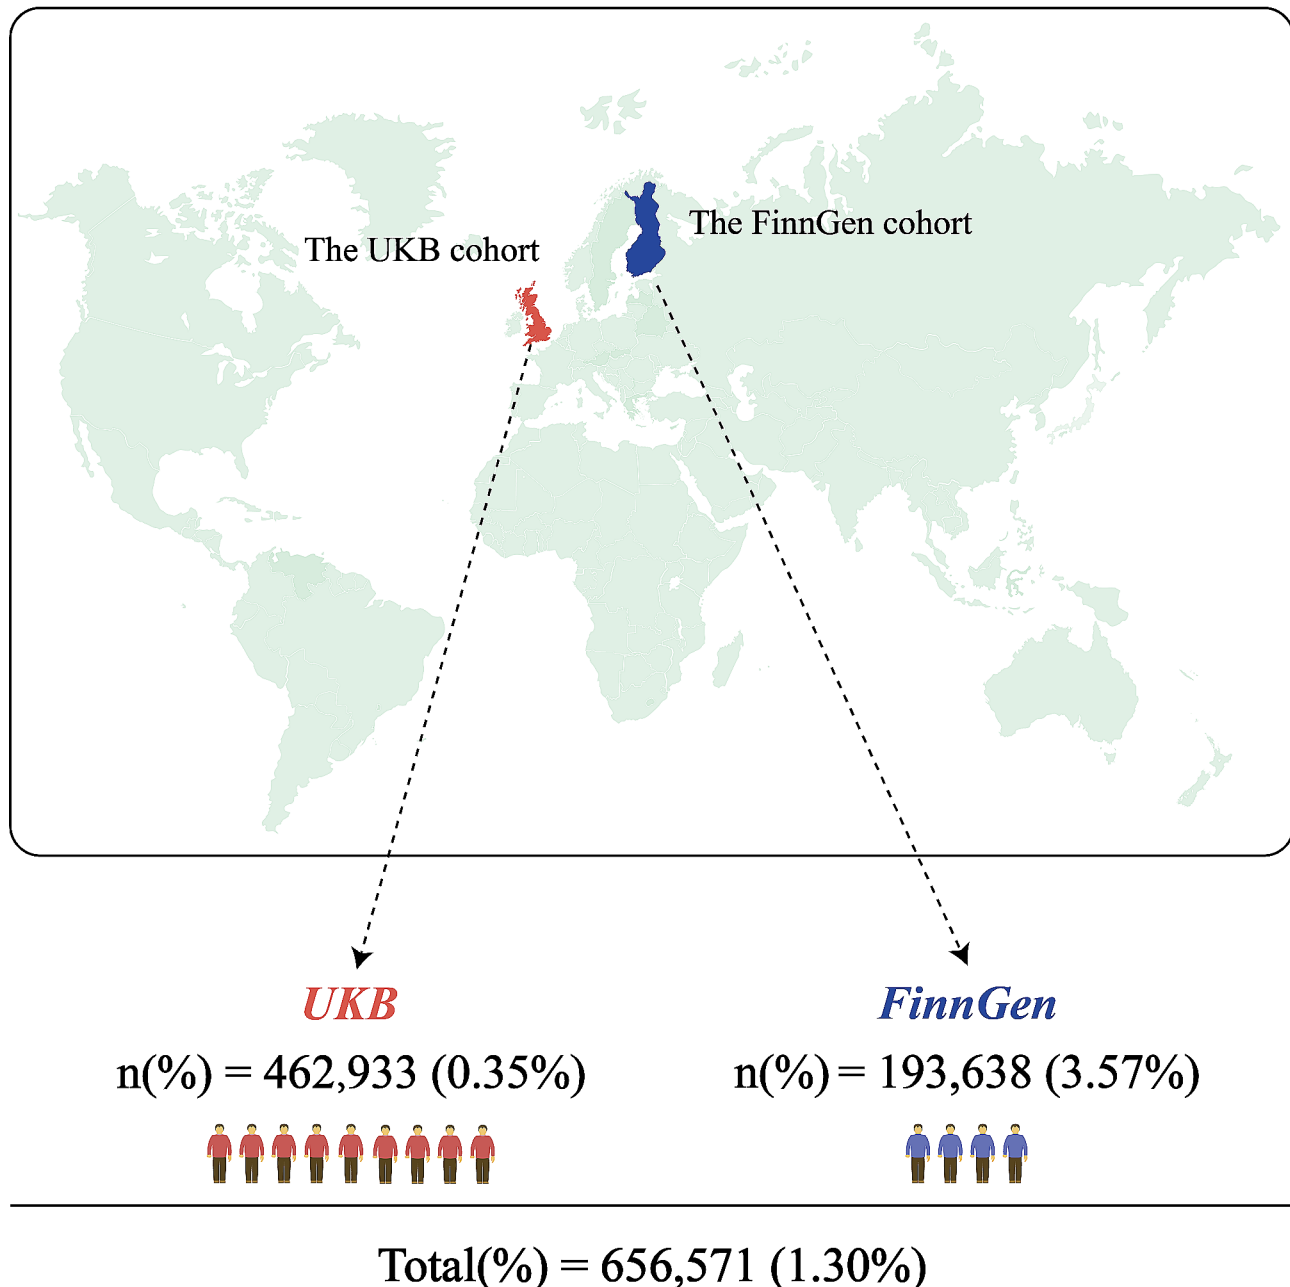 The UKB cohort
The FinnGen cohort
UKB
n(%) = 462,933 (0.35%)
FinnGen
n(%) = 193,638 (3.57%)
Total(%) = 656,571 (1.30%)